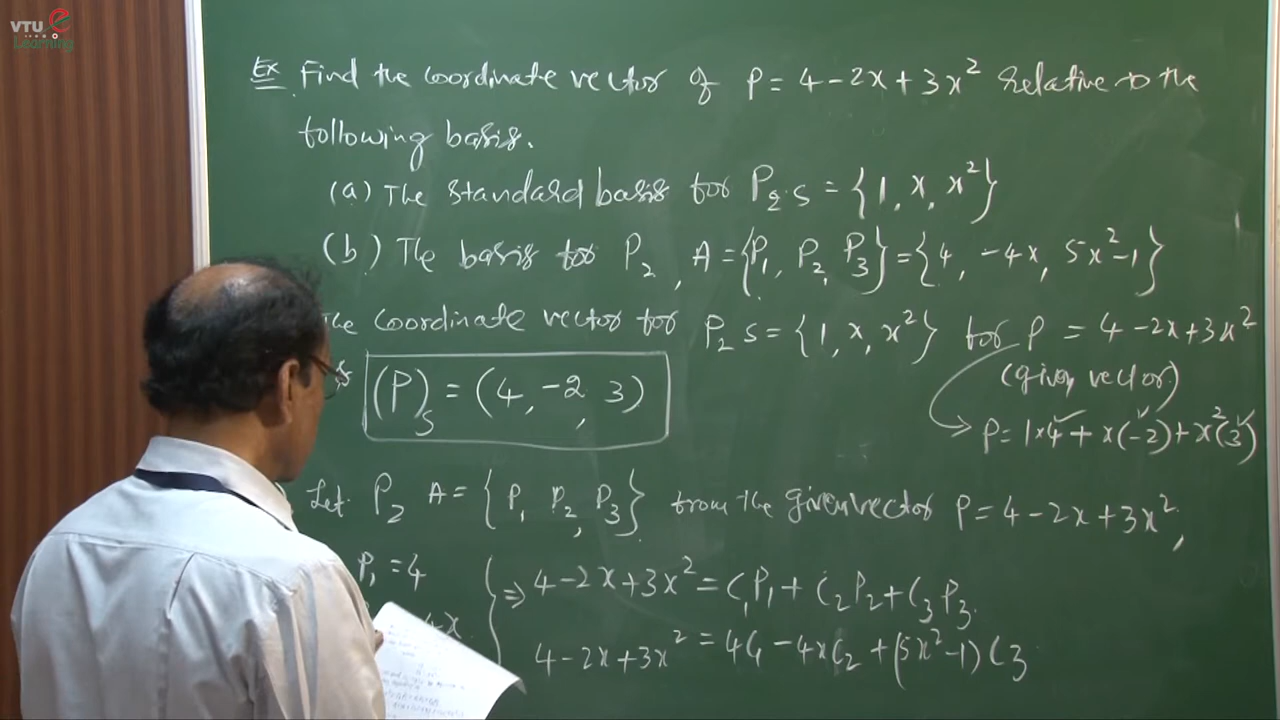 VTU e
Learning
Ex Find the coordinate vector of P = 4 - 2x + 3x² relative to the
following basis.
(a) The standard basis for P₂ S = {1, x, x²}
(b) The basis for P₂, A = {P₁, P₂, P₃} = {4, -4x, 5x²-1}
The coordinate vector for P₂ S = {1, x, x²} for P = 4 - 2x + 3x²
(given vector)
(P)ₛ = (4, -2, 3)
P = 1×4 + x(-2) + x²(3)
Let P₂ A = {P₁ P₂, P₃} from the given vector P = 4 - 2x + 3x²,
P₁ = 4
⇒ 4 - 2x + 3x² = C₁P₁ + C₂P₂ + C₃P₃.
4x
4 - 2x + 3x² = 4C₁ - 4xC₂ + (5x²-1)C₃